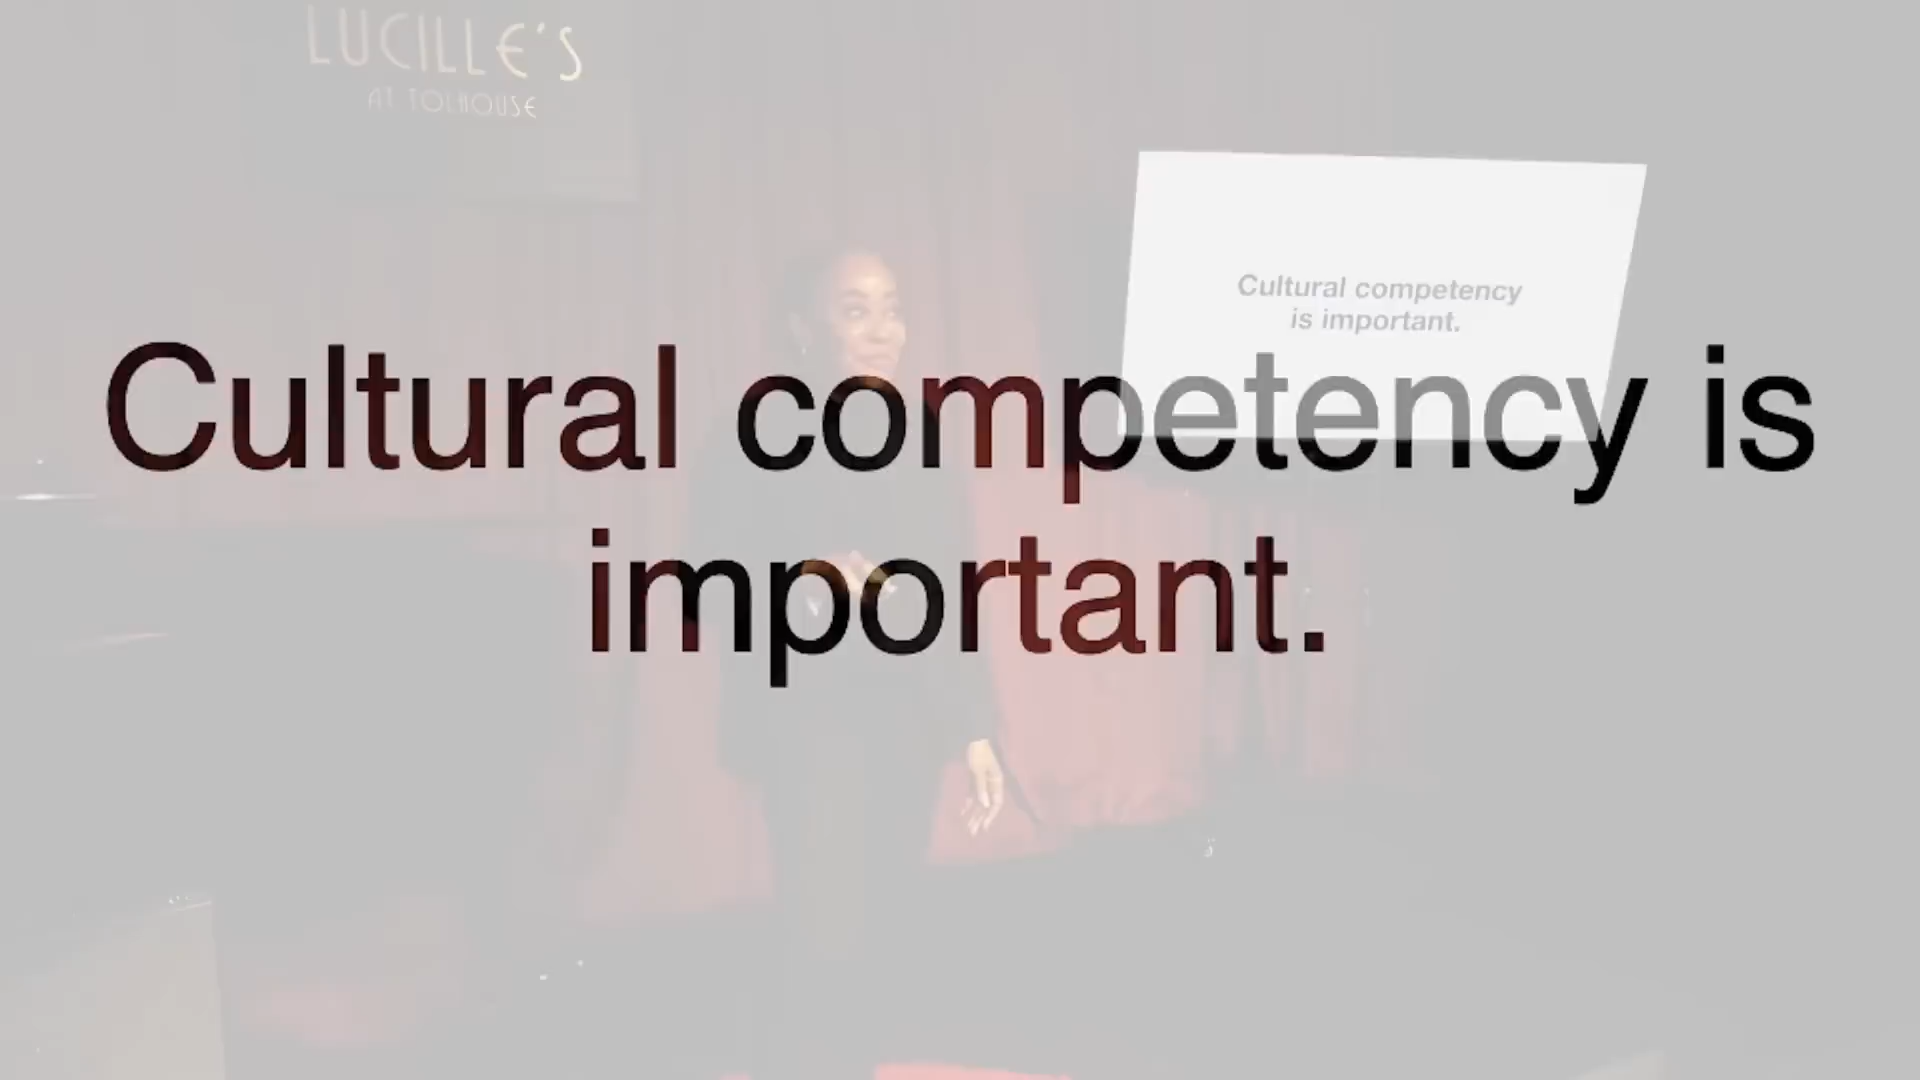 LUCILLE'S
AT TOLHOUSE
Cultural competency
is important.
Cultural competency is
important.